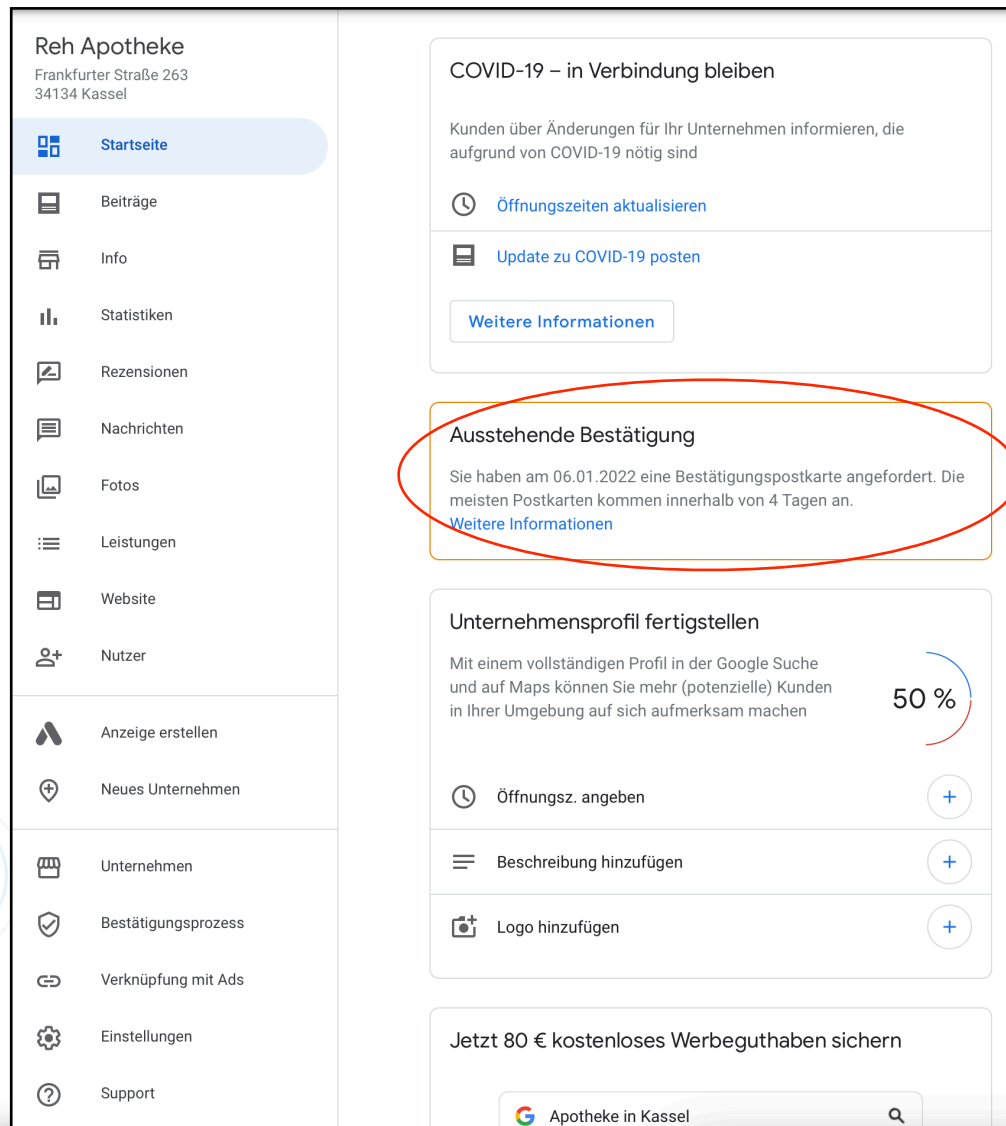 Reh Apotheke
Frankfurter Straße 263
34134 Kassel
Startseite
Beiträge
Info
Statistiken
Rezensionen
Nachrichten
Fotos
Leistungen
Website
Nutzer
Anzeige erstellen
Neues Unternehmen
Unternehmen
Bestätigungsprozess
Verknüpfung mit Ads
Einstellungen
Support
COVID-19 – in Verbindung bleiben
Kunden über Änderungen für Ihr Unternehmen informieren, die
aufgrund von COVID-19 nötig sind
Öffnungszeiten aktualisieren
Update zu COVID-19 posten
Weitere Informationen
Ausstehende Bestätigung
Sie haben am 06.01.2022 eine Bestätigungspostkarte angefordert. Die
meisten Postkarten kommen innerhalb von 4 Tagen an.
Weitere Informationen
Unternehmensprofil fertigstellen
Mit einem vollständigen Profil in der Google Suche
und auf Maps können Sie mehr (potenzielle) Kunden
in Ihrer Umgebung auf sich aufmerksam machen
50 %
Öffnungsz. angeben
Beschreibung hinzufügen
Logo hinzufügen
Jetzt 80 € kostenloses Werbeguthaben sichern
Apotheke in Kassel